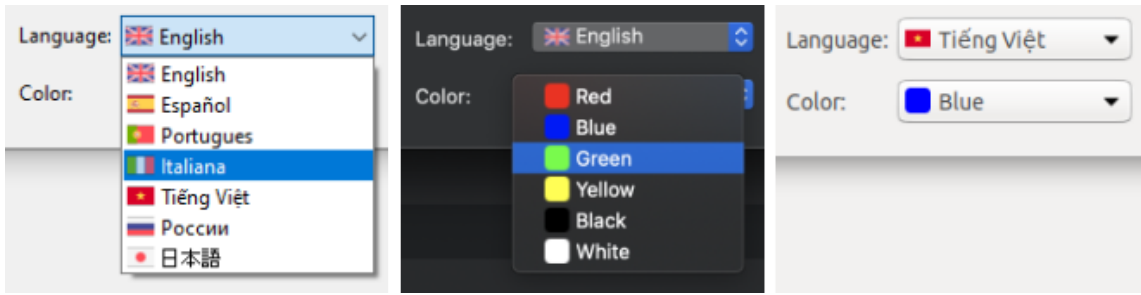 Language: English
English
Español
Portugues
Italiana
Tiếng Việt
России
日本語
Color:
Language: English
Color:
Red
Blue
Green
Yellow
Black
White
Language: Tiếng Việt
Color: Blue